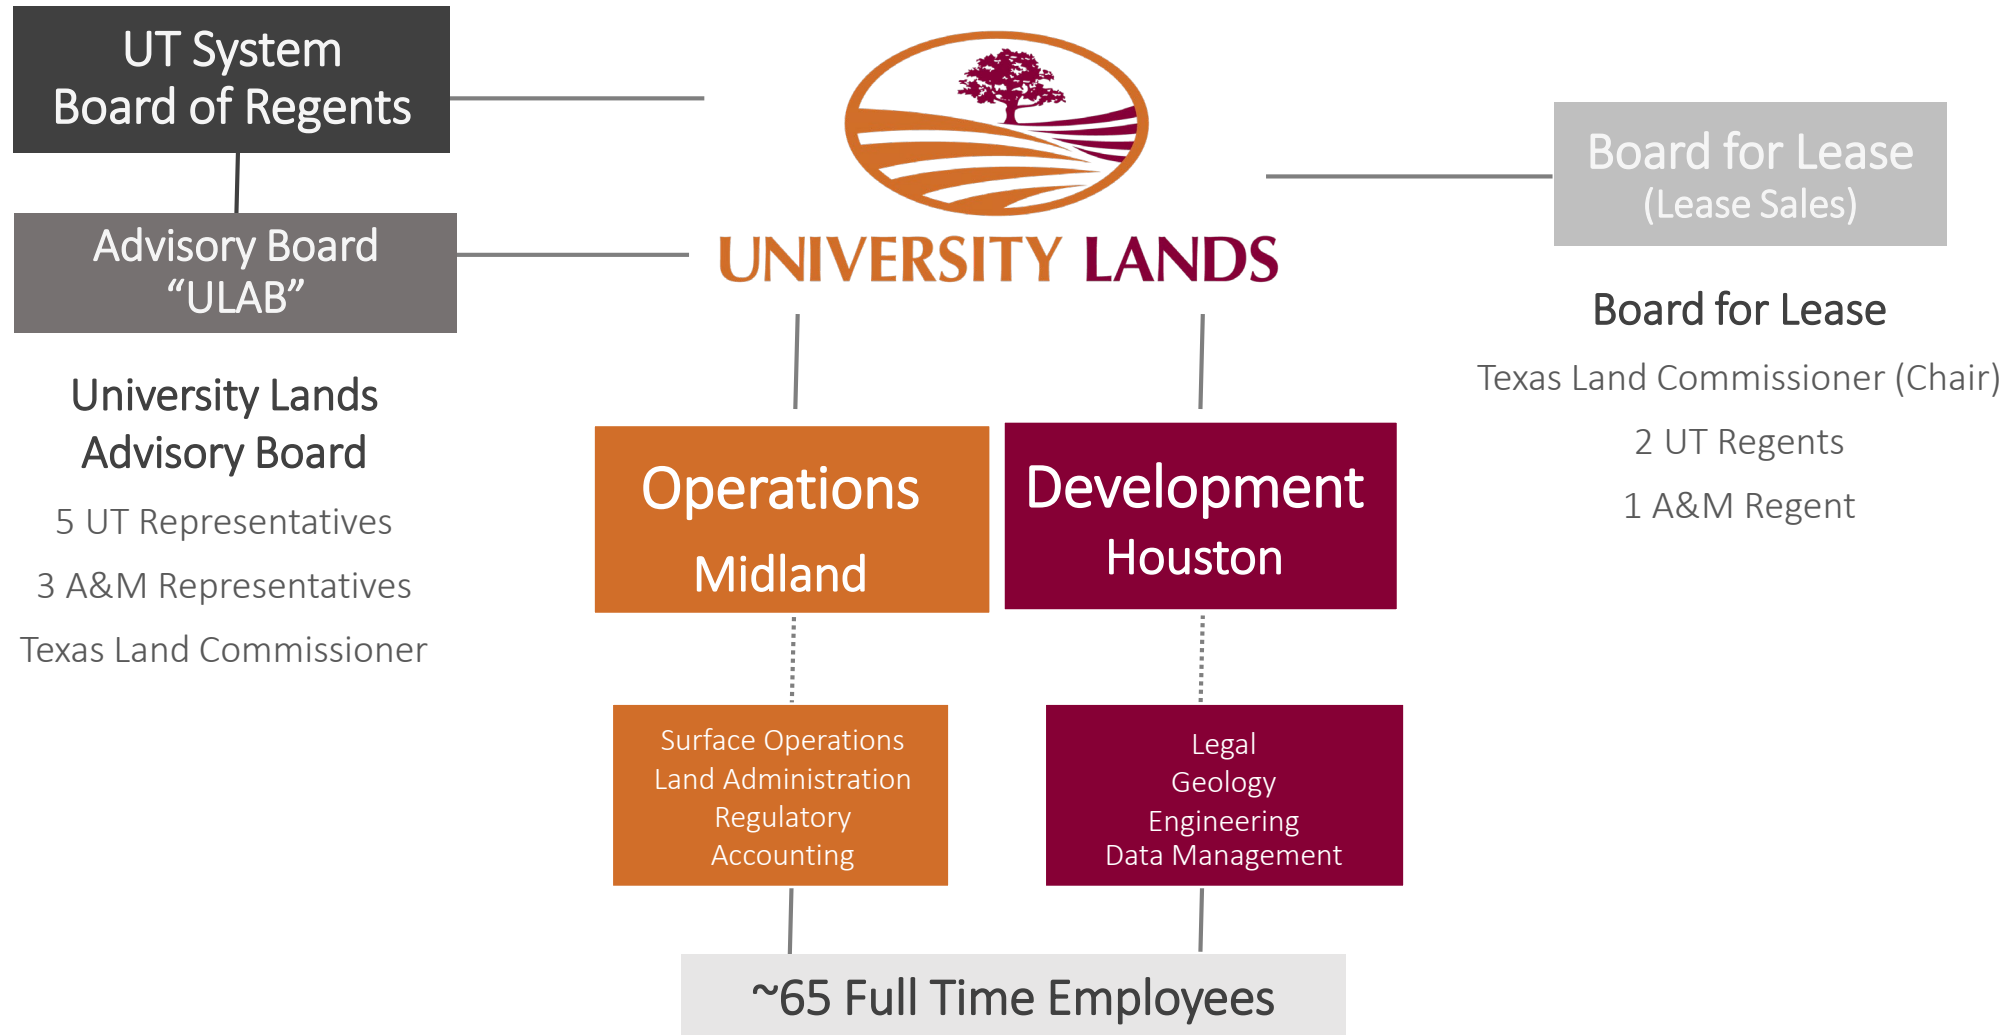 UT System
Board of Regents
Advisory Board
“ULAB”
University Lands
Advisory Board
5 UT Representatives
3 A&M Representatives
Texas Land Commissioner
UNIVERSITY LANDS
Operations
Midland
Development
Houston
Surface Operations
Land Administration
Regulatory
Accounting
Legal
Geology
Engineering
Data Management
~65 Full Time Employees
Board for Lease
(Lease Sales)
Board for Lease
Texas Land Commissioner (Chair)
2 UT Regents
1 A&M Regent